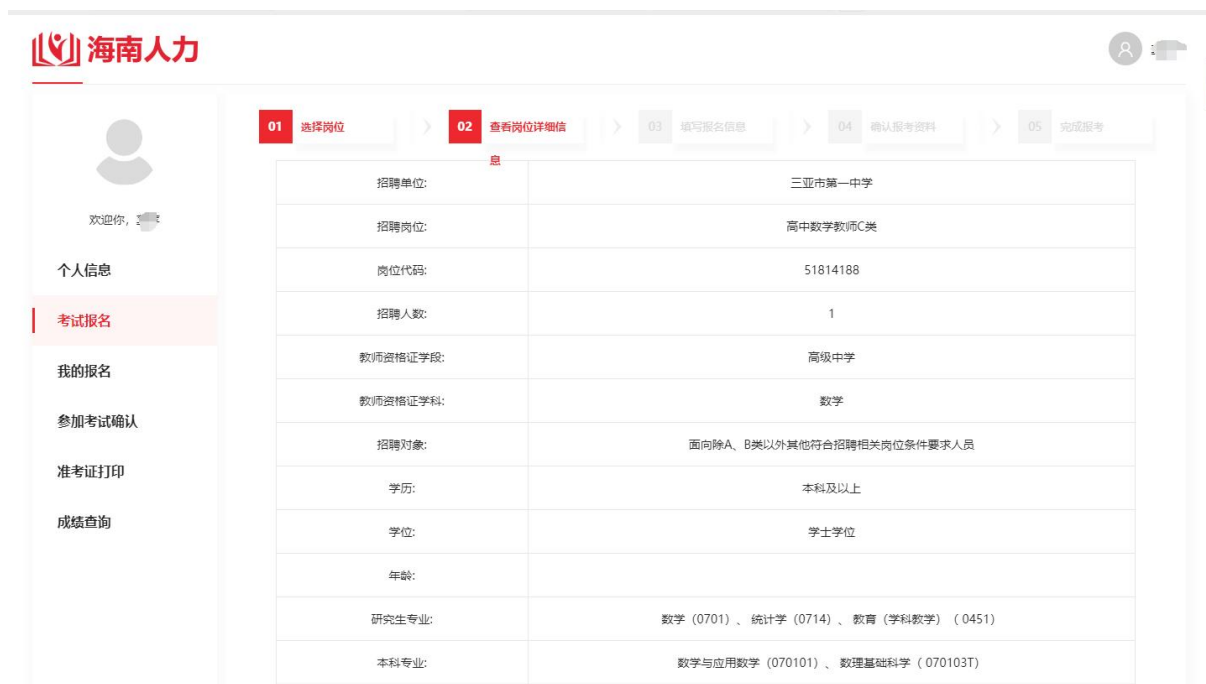 海南人力
01 选择岗位 02 查看岗位详细信息 03 填写报名信息 04 确认报考资料 05 完成报考
欢迎你,
个人信息
考试报名
我的报名
参加考试确认
准考证打印
成绩查询
招聘单位: 三亚市第一中学
招聘岗位: 高中数学教师C类
岗位代码: 51814188
招聘人数: 1
教师资格证学段: 高级中学
教师资格证学科: 数学
招聘对象: 面向除A、B类以外其他符合招聘相关岗位条件要求人员
学历: 本科及以上
学位: 学士学位
年龄:
研究生专业: 数学（0701）、统计学（0714）、教育（学科教学）（0451）
本科专业: 数学与应用数学（070101）、数理基础科学（070103T）